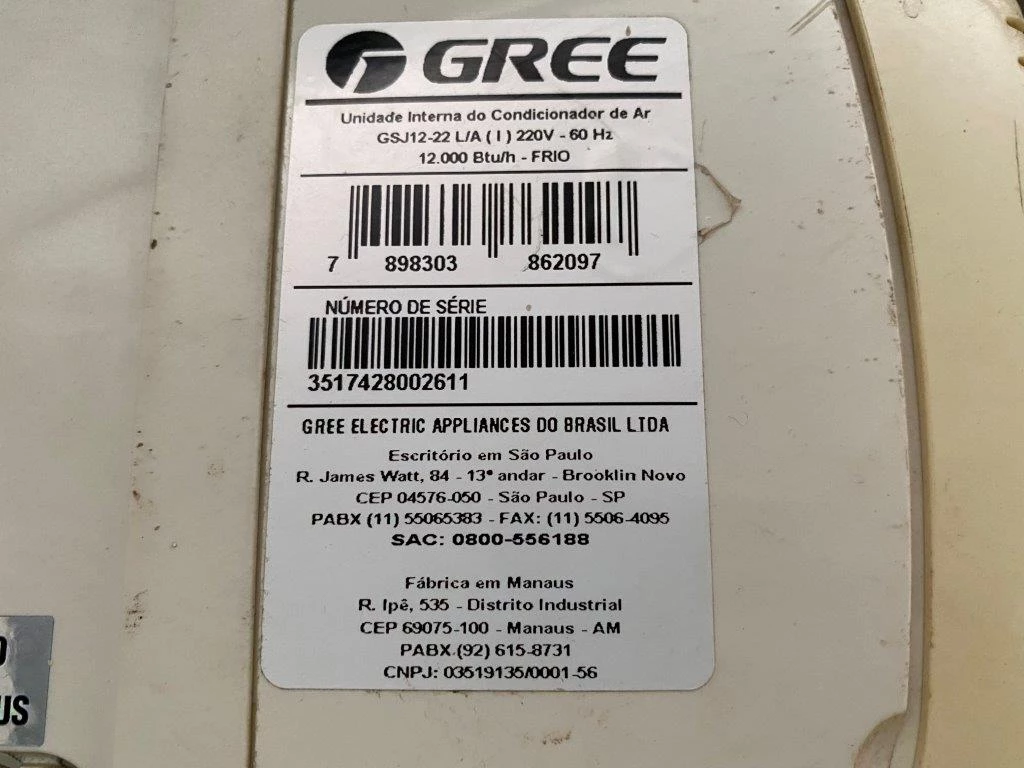 GREE
Unidade Interna do Condicionador de Ar
GSJ12-22 L/A ( I ) 220V - 60 Hz
12.000 Btu/h - FRIO
7 898303 862097
NÚMERO DE SÉRIE
3517428002611
GREE ELECTRIC APPLIANCES DO BRASIL LTDA
Escritório em São Paulo
R. James Watt, 84 - 13° andar - Brooklin Novo
CEP 04576-050 - São Paulo - SP
PABX (11) 55065383 - FAX: (11) 5506-4095
SAC: 0800-556188
Fábrica em Manaus
R. Ipê, 535 - Distrito Industrial
CEP 69075-100 - Manaus - AM
PABX (92) 615-8731
CNPJ: 03519135/0001-56
US